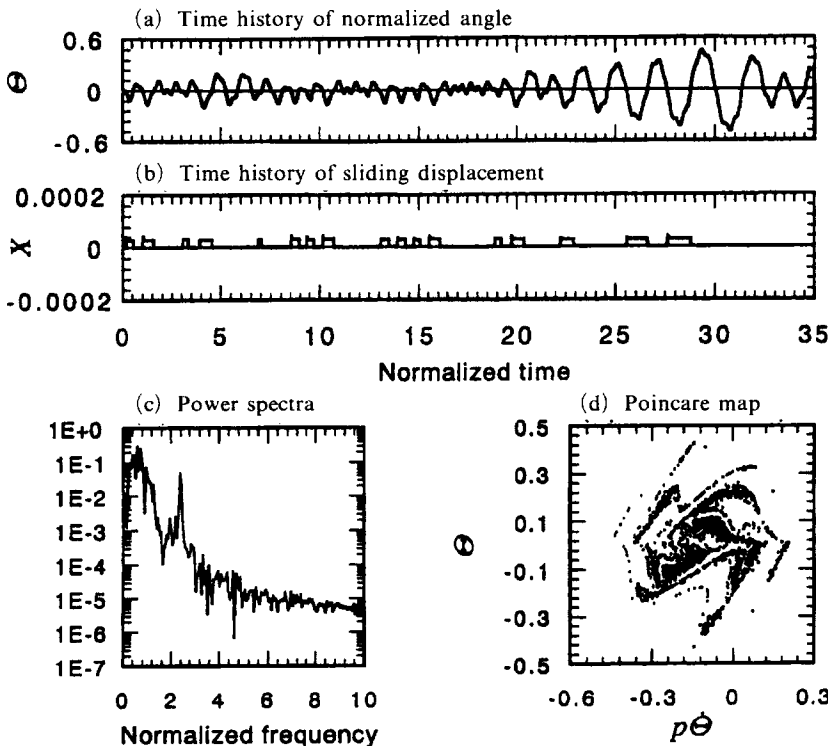 (a) Time history of normalized angle
0.6
Θ
0
-0.6
(b) Time history of sliding displacement
0.0002
X
0
-0.0002
0 5 10 15 20 25 30 35
Normalized time
(c) Power spectra
1E+0
1E-1
1E-2
1E-3
1E-4
1E-5
1E-6
1E-7
0 2 4 6 8 10
Normalized frequency
(d) Poincare map
0.5
0.3
0.1
Θ
-0.1
-0.3
-0.5
-0.6 -0.3 0 0.3
pΘ̇